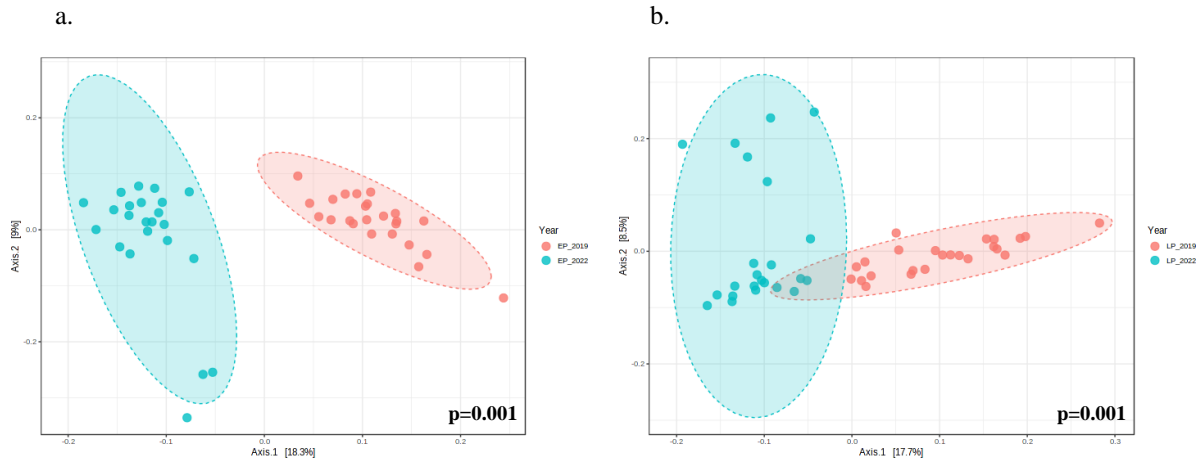 a.
0.2
0.0
-0.2
Axis.2 [9%]
-0.2
-0.1
0.0
0.1
0.2
Axis.1 [18.3%]
p=0.001
Year
EP_2019
EP_2022
b.
0.2
0.0
-0.2
Axis.2 [8.5%]
-0.2
-0.1
0.0
0.1
0.2
0.3
Axis.1 [17.7%]
p=0.001
Year
LP_2019
LP_2022